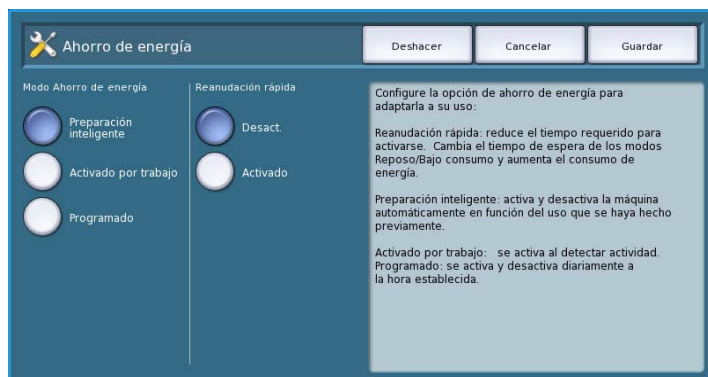 Ahorro de energía
Deshacer
Cancelar
Guardar
Modo Ahorro de energía
Preparación
inteligente
Activado por trabajo
Programado
Reanudación rápida
Desact.
Activado
Configure la opción de ahorro de energía para
adaptarla a su uso:
Reanudación rápida: reduce el tiempo requerido para
activarse. Cambia el tiempo de espera de los modos
Reposo/Bajo consumo y aumenta el consumo de
energía.
Preparación inteligente: activa y desactiva la máquina
automáticamente en función del uso que se haya hecho
previamente.
Activado por trabajo: se activa al detectar actividad.
Programado: se activa y desactiva diariamente a
la hora establecida.